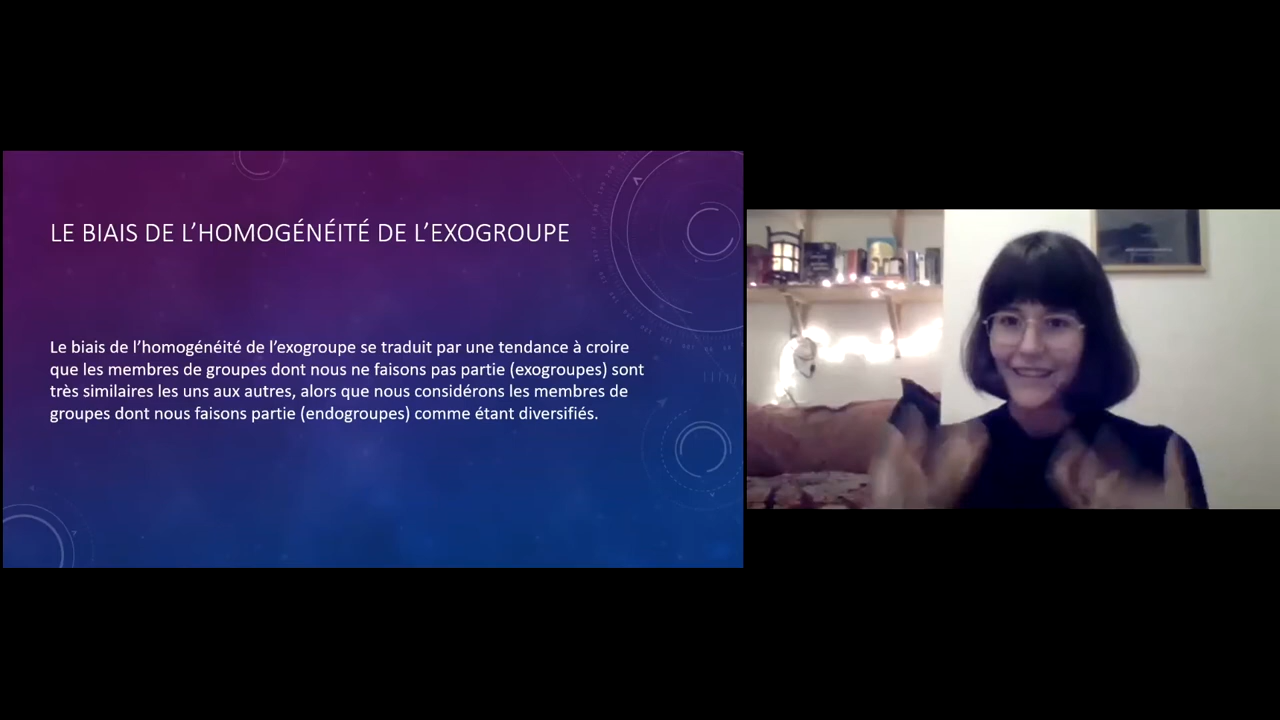 LE BIAIS DE L’HOMOGÉNÉITÉ DE L’EXOGROUPE
Le biais de l’homogénéité de l’exogroupe se traduit par une tendance à croire
que les membres de groupes dont nous ne faisons pas partie (exogroupes) sont
très similaires les uns aux autres, alors que nous considérons les membres de
groupes dont nous faisons partie (endogroupes) comme étant diversifiés.